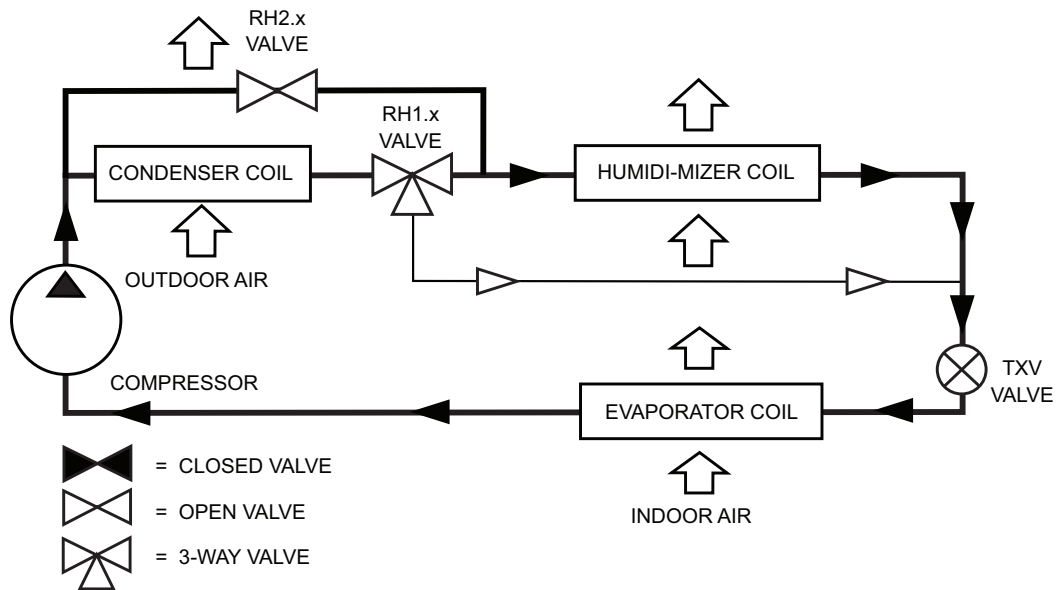 RH2.x
VALVE
RH1.x
VALVE
CONDENSER COIL
HUMIDI-MIZER COIL
OUTDOOR AIR
COMPRESSOR
TXV
VALVE
EVAPORATOR COIL
INDOOR AIR
= CLOSED VALVE
= OPEN VALVE
= 3-WAY VALVE